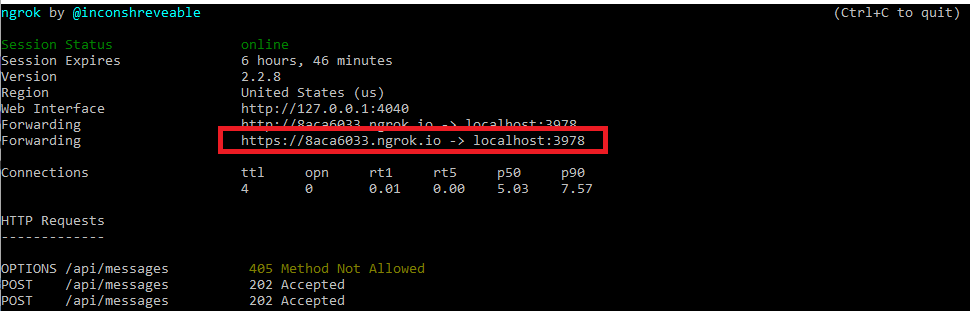 ngrok by @inconshreveable (Ctrl+C to quit)
Session Status online
Session Expires 6 hours, 46 minutes
Version 2.2.8
Region United States (us)
Web Interface http://127.0.0.1:4040
Forwarding http://8aca6033.ngrok.io -> localhost:3978
Forwarding https://8aca6033.ngrok.io -> localhost:3978
Connections ttl opn rt1 rt5 p50 p90
4 0 0.01 0.00 5.03 7.57
HTTP Requests
-------------
OPTIONS /api/messages 405 Method Not Allowed
POST /api/messages 202 Accepted
POST /api/messages 202 Accepted